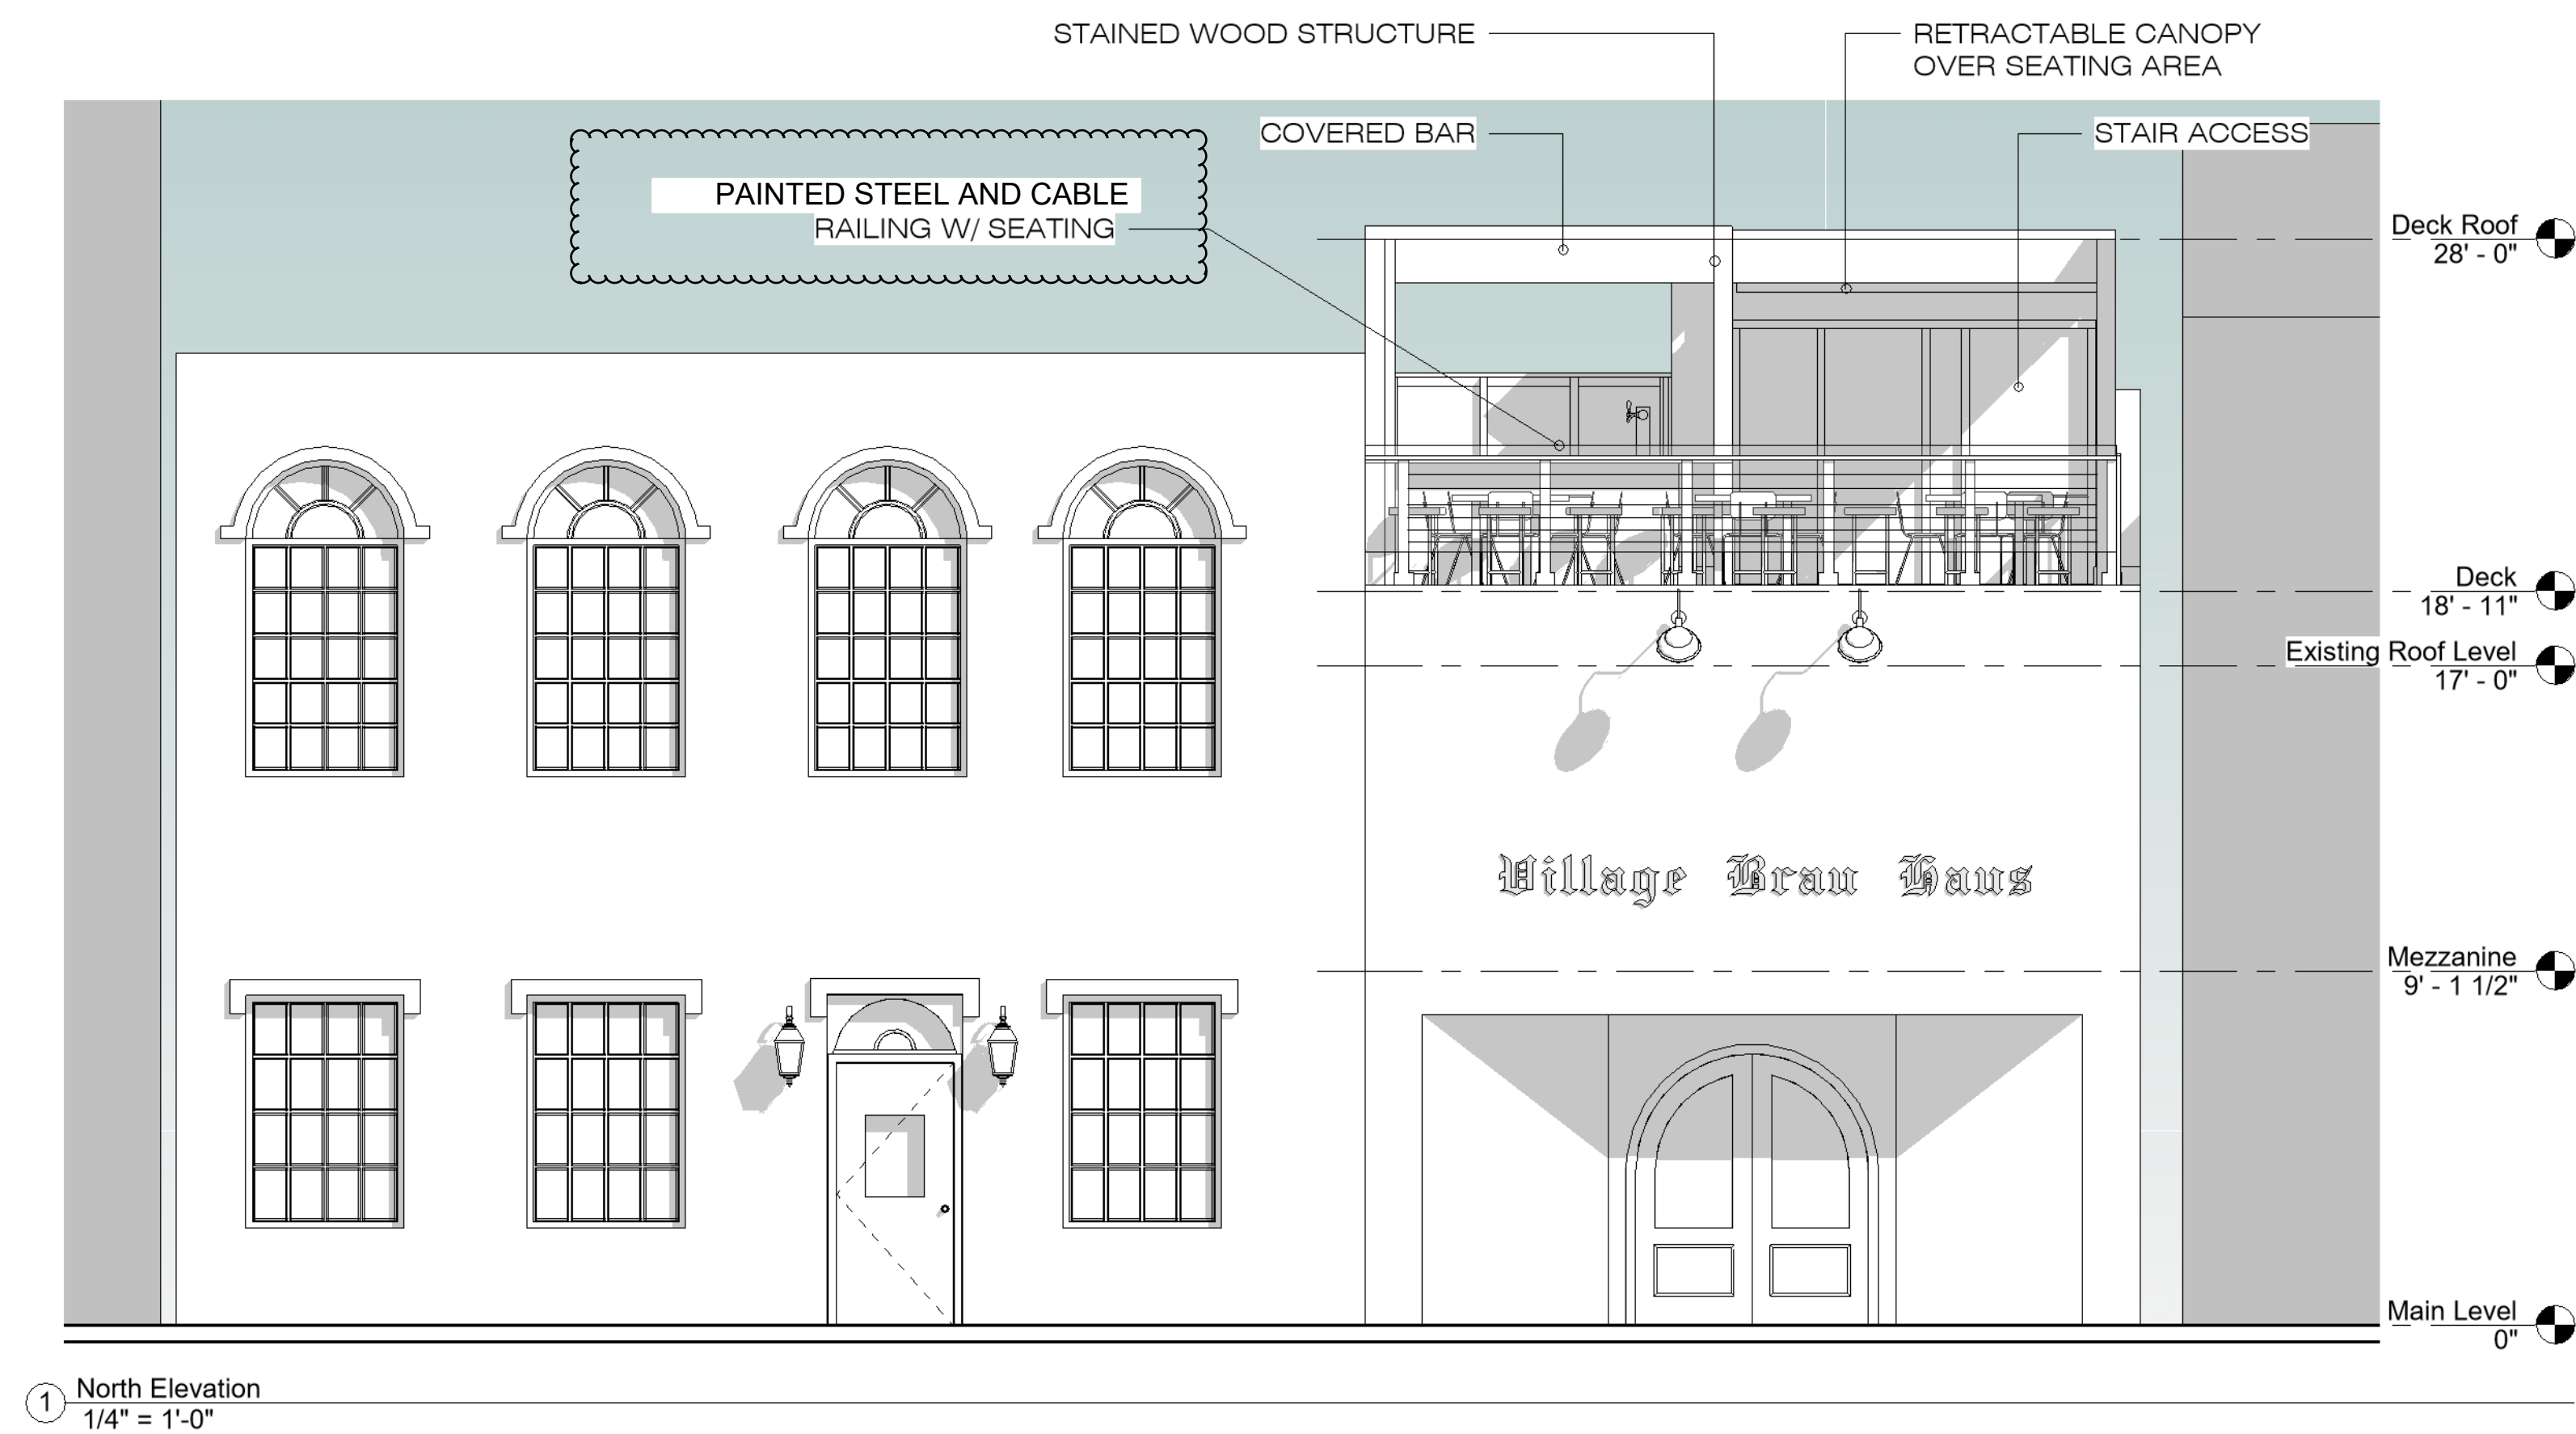 STAINED WOOD STRUCTURE
RETRACTABLE CANOPY
OVER SEATING AREA
COVERED BAR
STAIR ACCESS
PAINTED STEEL AND CABLE
RAILING W/ SEATING
Deck Roof
28' - 0"
Deck
18' - 11"
Existing Roof Level
17' - 0"
Village Brau Haus
Mezzanine
9' - 1 1/2"
Main Level
0"
1
North Elevation
1/4" = 1'-0"